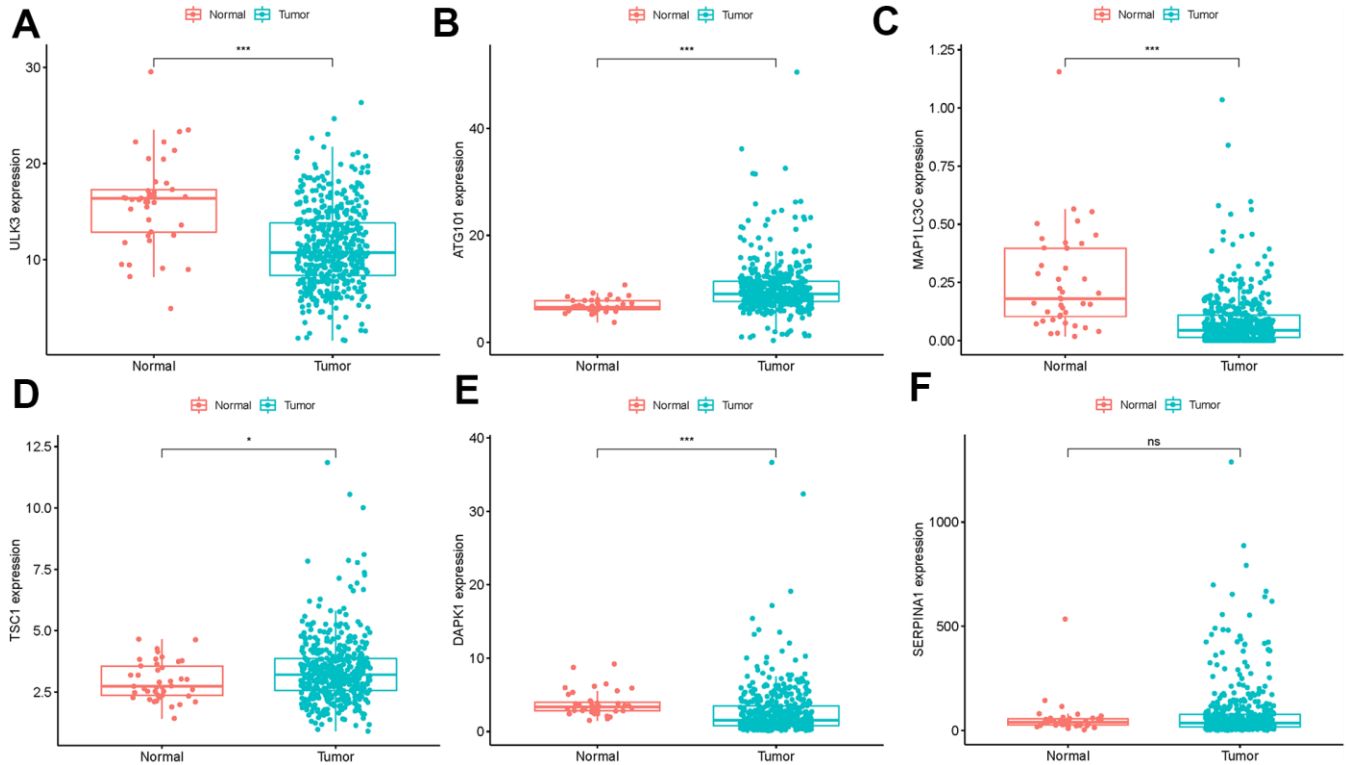 A
Normal Tumor
***
ULK3 expression
30
20
10
Normal Tumor
B
Normal Tumor
***
ATG101 expression
40
20
0
Normal Tumor
C
Normal Tumor
***
MAP1LC3C expression
1.25
1.00
0.75
0.50
0.25
0.00
Normal Tumor
D
Normal Tumor
*
TSC1 expression
12.5
10.0
7.5
5.0
2.5
Normal Tumor
E
Normal Tumor
***
DAPK1 expression
40
30
20
10
0
Normal Tumor
F
Normal Tumor
ns
SERPINA1 expression
1000
500
0
Normal Tumor